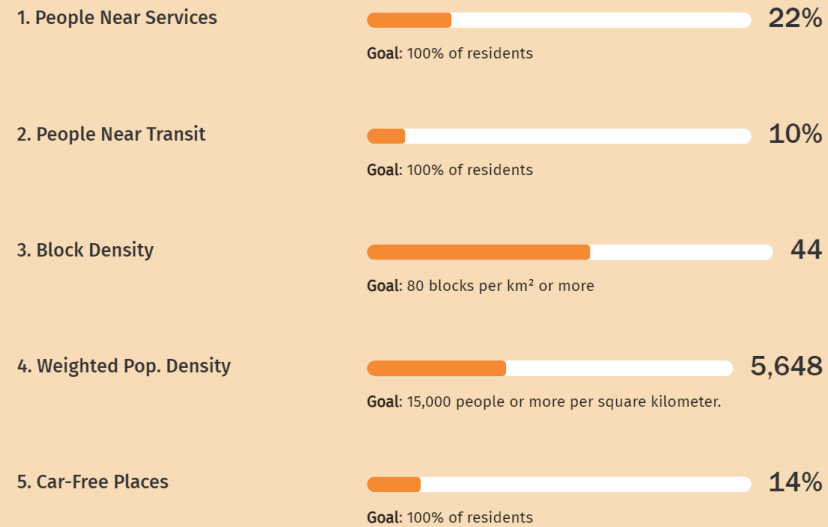 1. People Near Services
22%
Goal: 100% of residents
2. People Near Transit
10%
Goal: 100% of residents
3. Block Density
44
Goal: 80 blocks per km² or more
4. Weighted Pop. Density
5,648
Goal: 15,000 people or more per square kilometer.
5. Car-Free Places
14%
Goal: 100% of residents